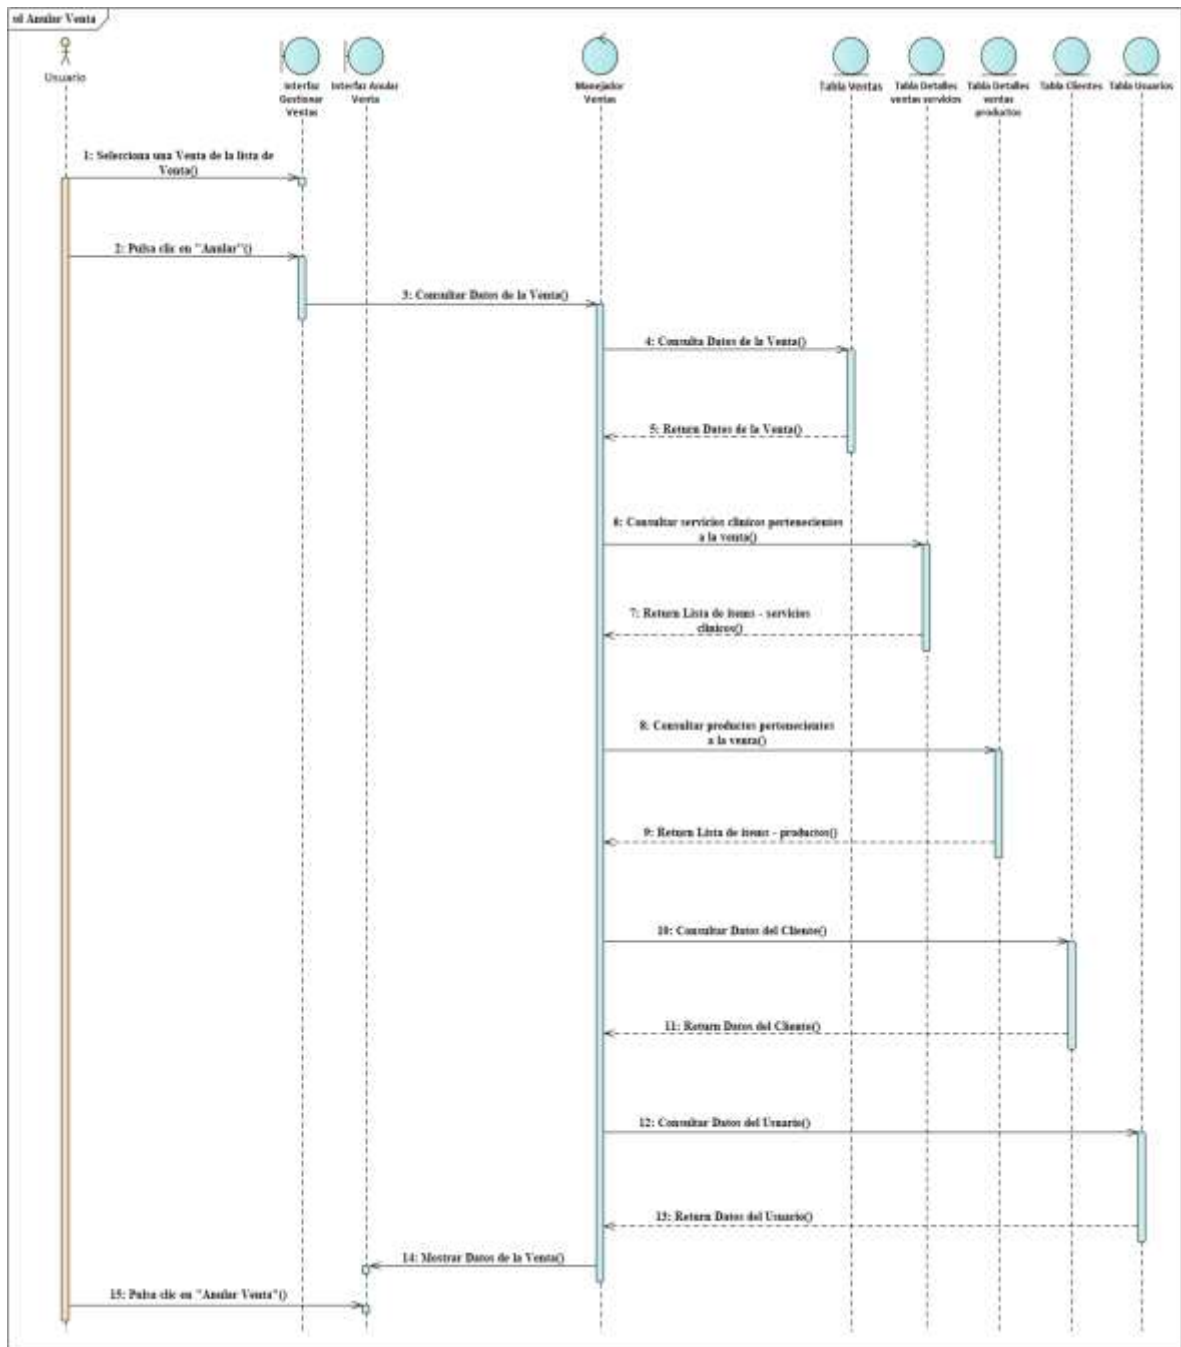 sd Anular Venta
Usuario
Interfaz
Gestionar
Ventas
Interfaz Anular
Venta
Manejador
Ventas
Tabla Ventas
Tabla Detalles
ventas servicios
Tabla Detalles
ventas
productos
Tabla Clientes
Tabla Usuarios
1: Selecciona una Venta de la lista de
Venta()
2: Pulsa clic en "Anular"()
3: Consultar Datos de la Venta()
4: Consulta Datos de la Venta()
5: Return Datos de la Venta()
6: Consultar servicios clinicos pertenecientes
a la venta()
7: Return Lista de items - servicios
clinicos()
8: Consultar productos pertenecientes
a la venta()
9: Return Lista de items - productos()
10: Consultar Datos del Cliente()
11: Return Datos del Cliente()
12: Consultar Datos del Usuario()
13: Return Datos del Usuario()
14: Mostrar Datos de la Venta()
15: Pulsa clic en "Anular Venta"()